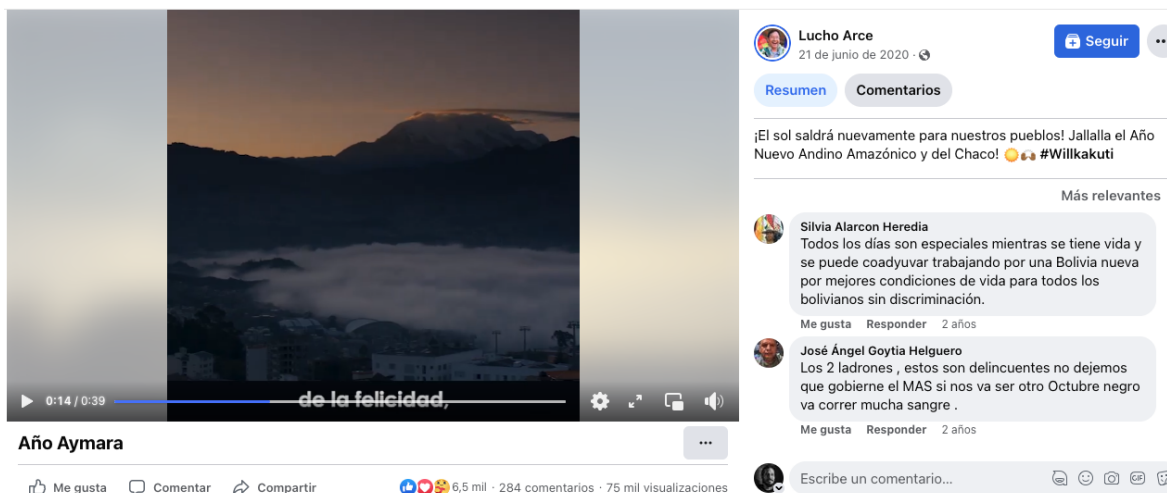 de la felicidad,
0:14 / 0:39
Año Aymara
Me gusta Comentar Compartir
6,5 mil · 284 comentarios · 75 mil visualizaciones
Lucho Arce
21 de junio de 2020
Seguir
Resumen Comentarios
¡El sol saldrá nuevamente para nuestros pueblos! Jallalla el Año
Nuevo Andino Amazónico y del Chaco! #Willkakuti
Más relevantes
Silvia Alarcon Heredia
Todos los días son especiales mientras se tiene vida y
se puede coadyuvar trabajando por una Bolivia nueva
por mejores condiciones de vida para todos los
bolivianos sin discriminación.
Me gusta Responder 2 años
José Ángel Goytia Helguero
Los 2 ladrones , estos son delincuentes no dejemos
que gobierne el MAS si nos va ser otro Octubre negro
va correr mucha sangre .
Me gusta Responder 2 años
Escribe un comentario...
GIF